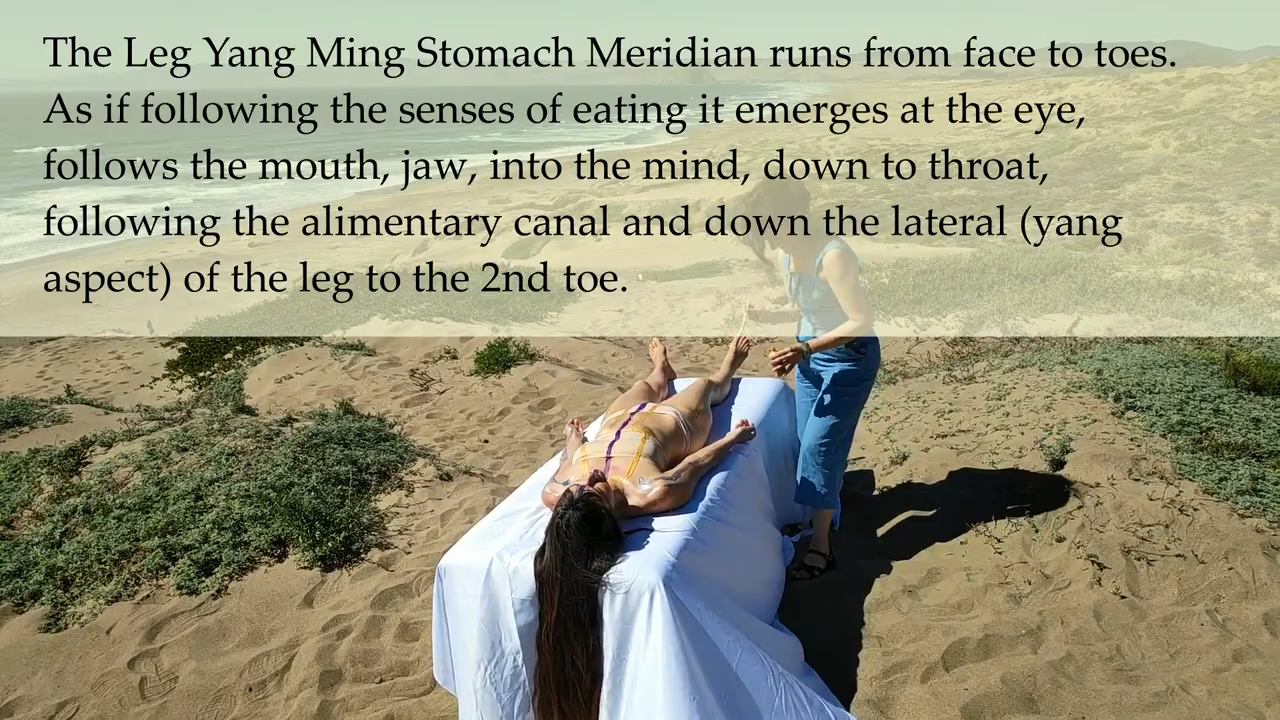 The Leg Yang Ming Stomach Meridian runs from face to toes.
As if following the senses of eating it emerges at the eye,
follows the mouth, jaw, into the mind, down to throat,
following the alimentary canal and down the lateral (yang
aspect) of the leg to the 2nd toe.